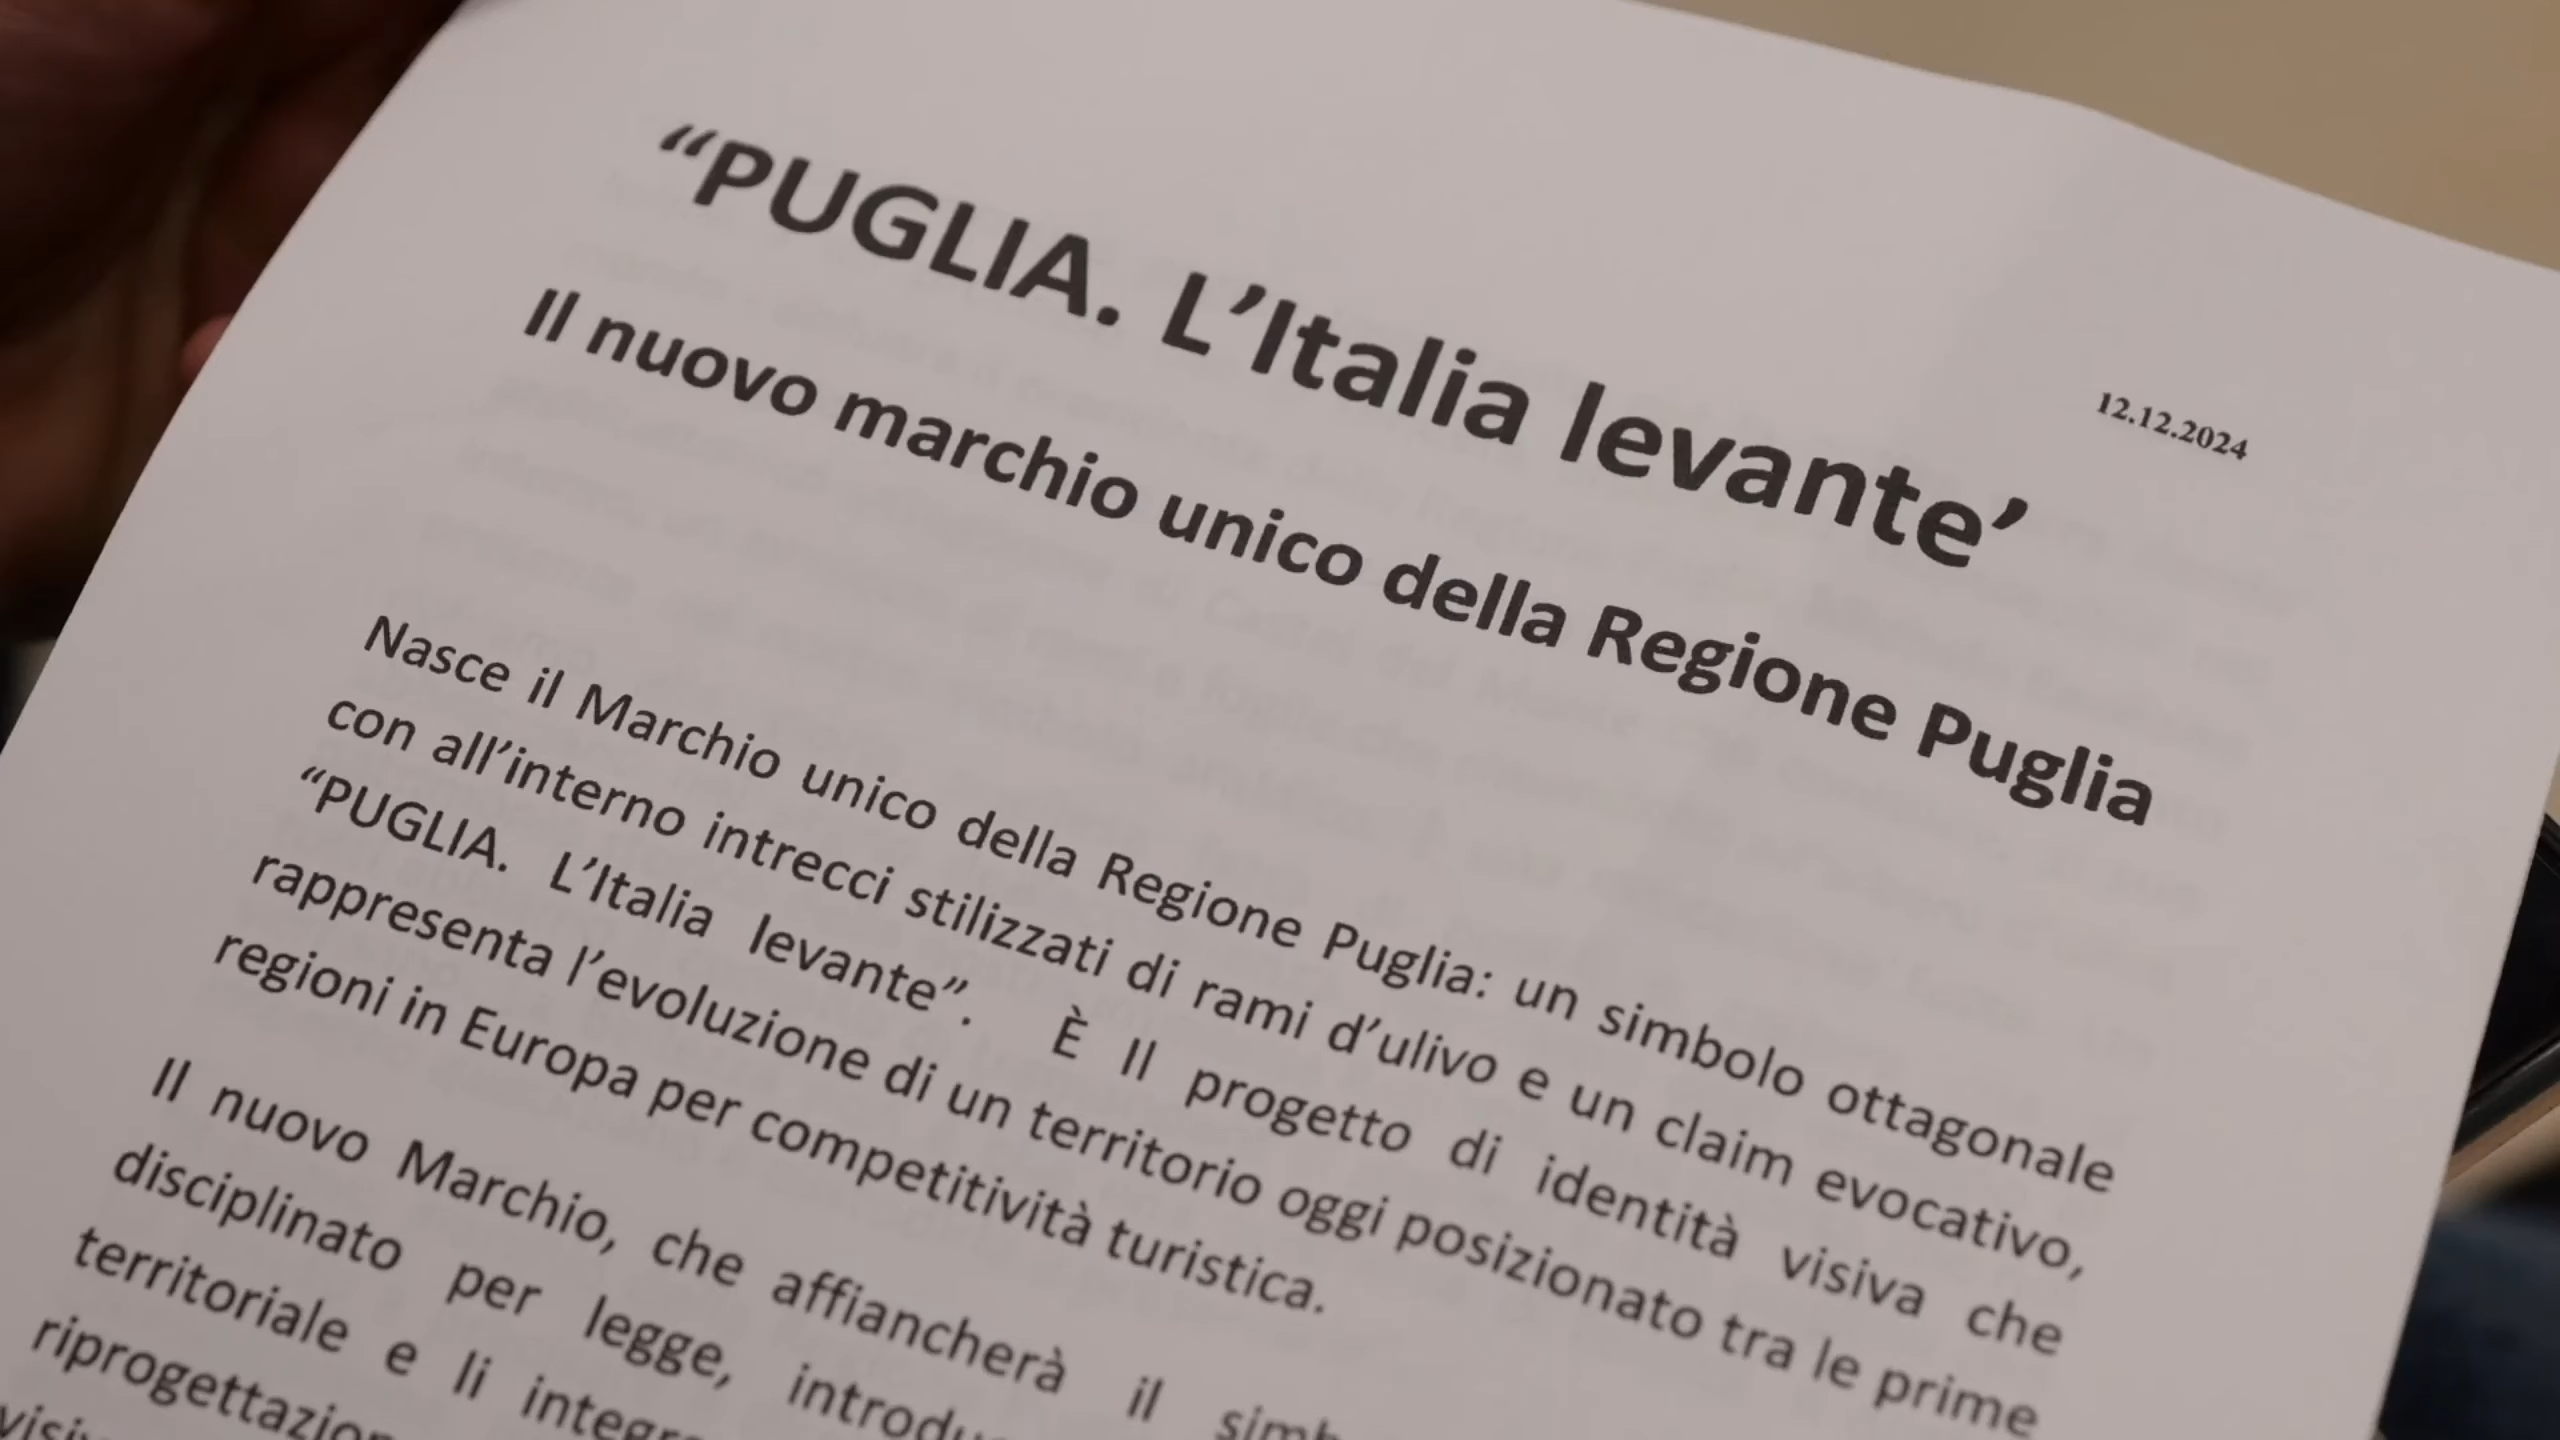 12.12.2024
“PUGLIA. L’Italia levante’
Il nuovo marchio unico della Regione Puglia
Nasce il Marchio unico della Regione Puglia: un simbolo ottagonale
con all’interno intrecci stilizzati di rami d’ulivo e un claim evocativo,
“PUGLIA. L’Italia levante”. È Il progetto di identità visiva che
rappresenta l’evoluzione di un territorio oggi posizionato tra le prime
regioni in Europa per competitività turistica.
Il nuovo Marchio, che affiancherà il
disciplinato per legge,
territoriale e li